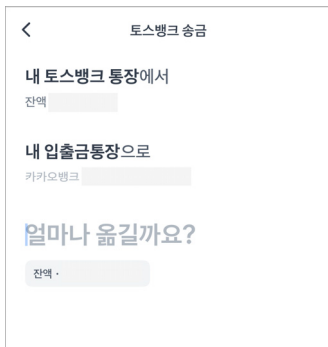 토스뱅크 송금
내 토스뱅크 통장에서
잔액
내 입출금통장으로
카카오뱅크
얼마나 옮길까요?
잔액 ·